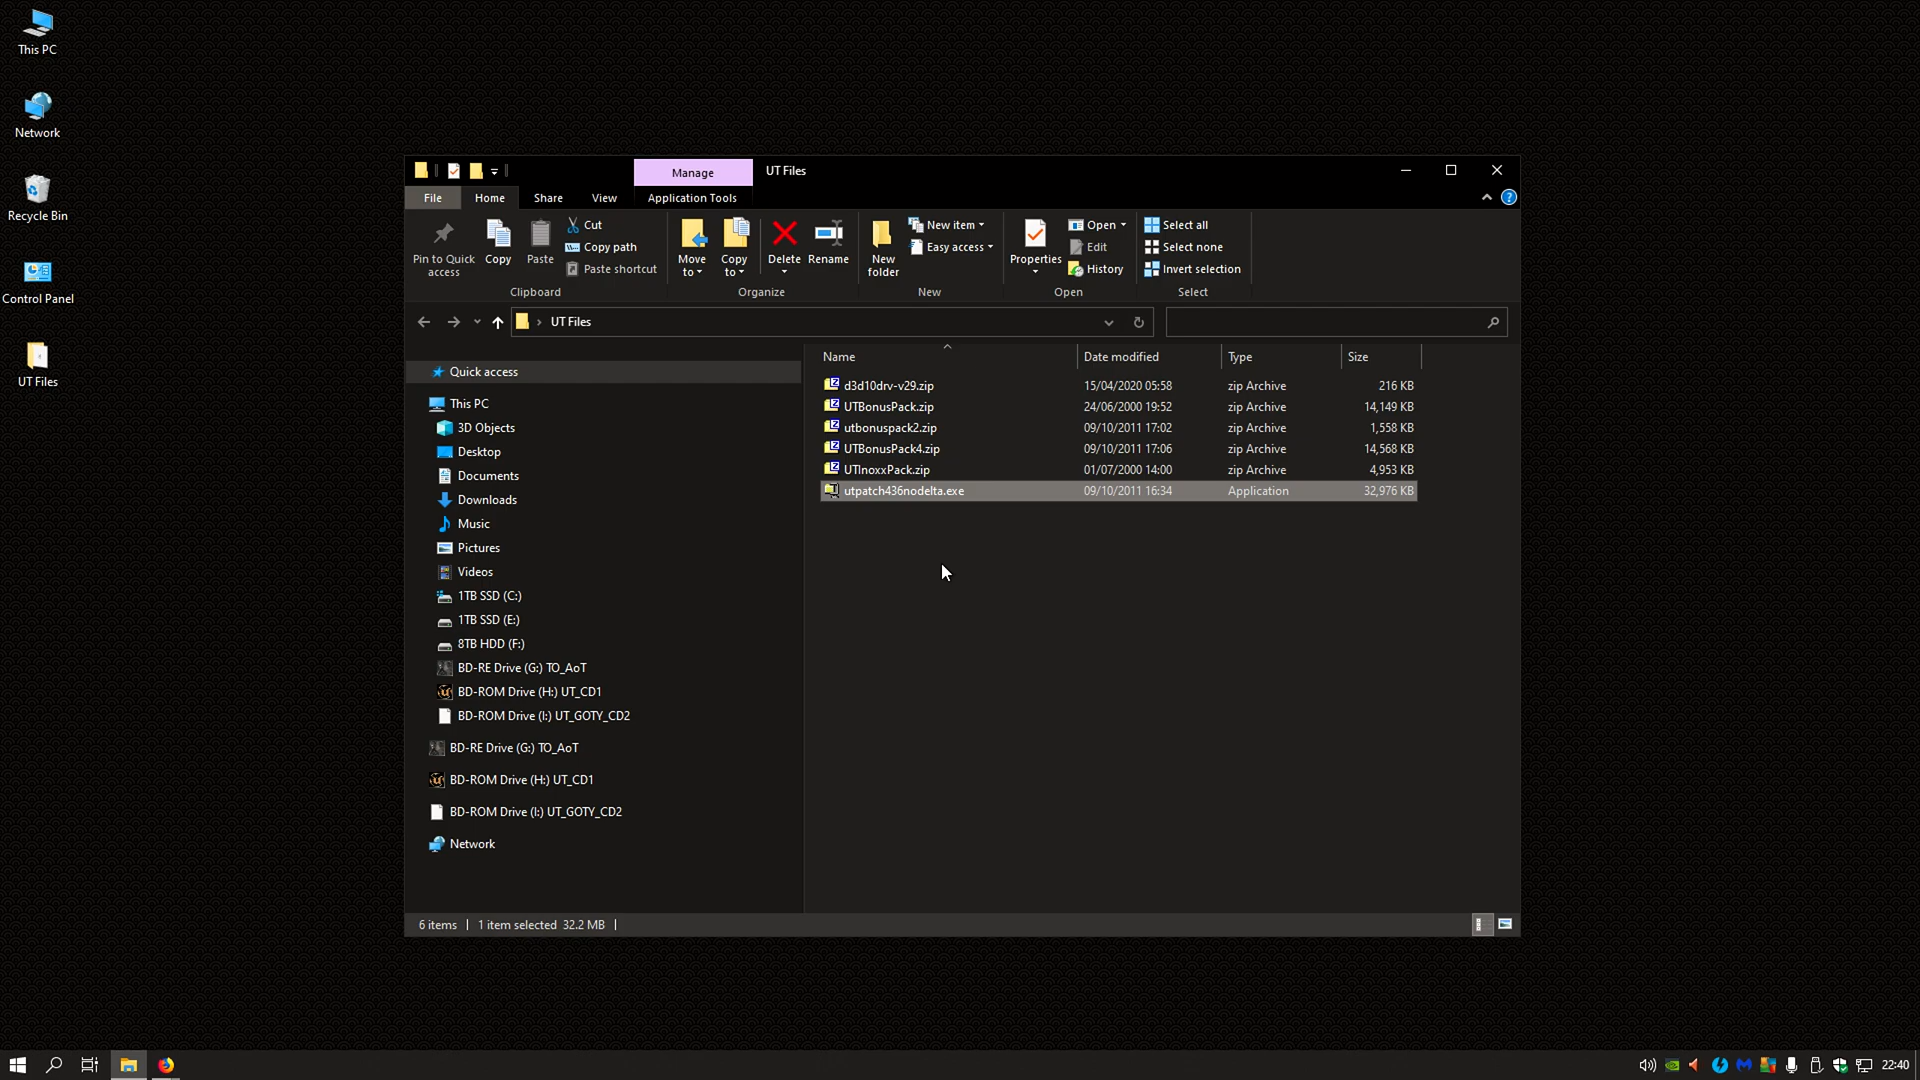 This PC
Network
Recycle Bin
Control Panel
UT Files
Manage
UT Files
File
Home
Share
View
Application Tools
Pin to Quick
access
Copy
Paste
Cut
Copy path
Paste shortcut
Clipboard
Move
to
Copy
to
Delete
Rename
Organize
New
folder
New item
Easy access
New
Properties
Open
Edit
History
Open
Select all
Select none
Invert selection
Select
UT Files
Quick access
This PC
3D Objects
Desktop
Documents
Downloads
Music
Pictures
Videos
1TB SSD (C:)
1TB SSD (E:)
8TB HDD (F:)
BD-RE Drive (G:) TO_AoT
BD-ROM Drive (H:) UT_CD1
BD-ROM Drive (I:) UT_GOTY_CD2
BD-RE Drive (G:) TO_AoT
BD-ROM Drive (H:) UT_CD1
BD-ROM Drive (I:) UT_GOTY_CD2
Network
Name Date modified Type Size
d3d10drv-v29.zip 15/04/2020 05:58 zip Archive 216 KB
UTBonusPack.zip 24/06/2000 19:52 zip Archive 14,149 KB
utbonuspack2.zip 09/10/2011 17:02 zip Archive 1,558 KB
UTBonusPack4.zip 09/10/2011 17:06 zip Archive 14,568 KB
UTInoxxPack.zip 01/07/2000 14:00 zip Archive 4,953 KB
utpatch436nodelta.exe 09/10/2011 16:34 Application 32,976 KB
6 items 1 item selected 32.2 MB
22:40